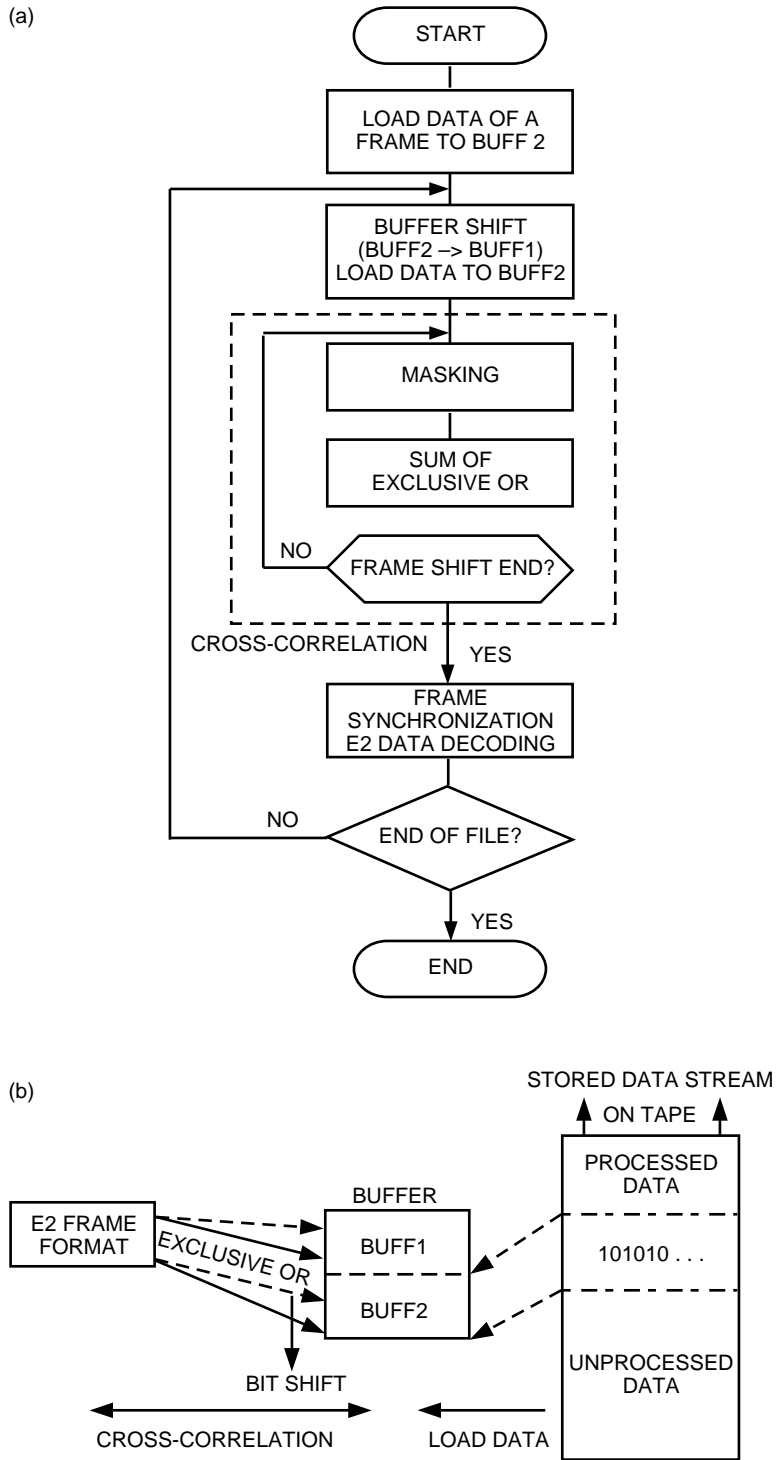 (a)
START
LOAD DATA OF A
FRAME TO BUFF 2
BUFFER SHIFT
(BUFF2 –> BUFF1)
LOAD DATA TO BUFF2
MASKING
SUM OF
EXCLUSIVE OR
NO
FRAME SHIFT END?
CROSS-CORRELATION
YES
FRAME
SYNCHRONIZATION
E2 DATA DECODING
NO
END OF FILE?
YES
END
(b)
STORED DATA STREAM
ON TAPE
PROCESSED
DATA
BUFFER
E2 FRAME
FORMAT
EXCLUSIVE OR
BUFF1
101010 . . .
BUFF2
UNPROCESSED
DATA
BIT SHIFT
CROSS-CORRELATION
LOAD DATA